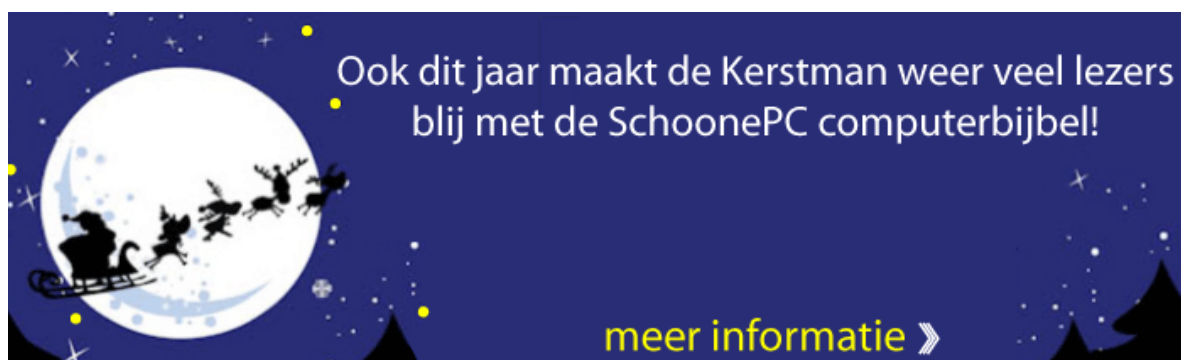 Ook dit jaar maakt de Kerstman weer veel lezers
blij met de SchoonePC computerbijbel!
meer informatie »